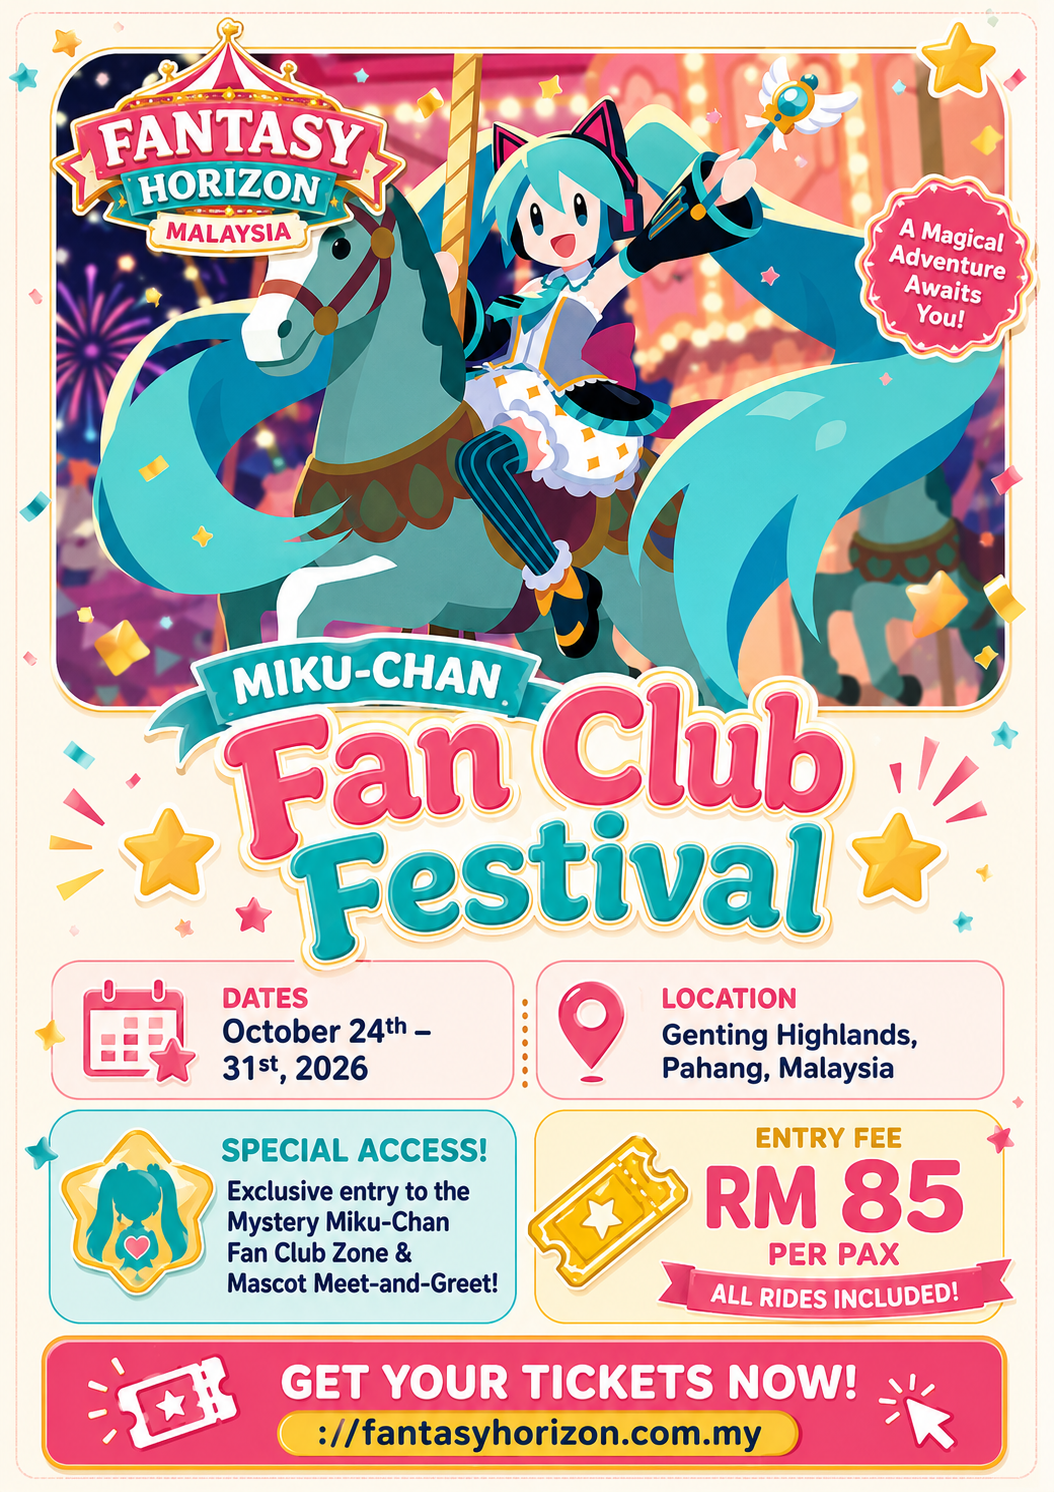 FANTASY
HORIZON
MALAYSIA
A Magical
Adventure
Awaits
You!
MIKU-CHAN
Fan Club
Festival
DATES
October 24th –
31st, 2026
LOCATION
Genting Highlands,
Pahang, Malaysia
SPECIAL ACCESS!
Exclusive entry to the
Mystery Miku-Chan
Fan Club Zone &
Mascot Meet-and-Greet!
ENTRY FEE
RM 85
PER PAX
ALL RIDES INCLUDED!
GET YOUR TICKETS NOW!
://fantasyhorizon.com.my